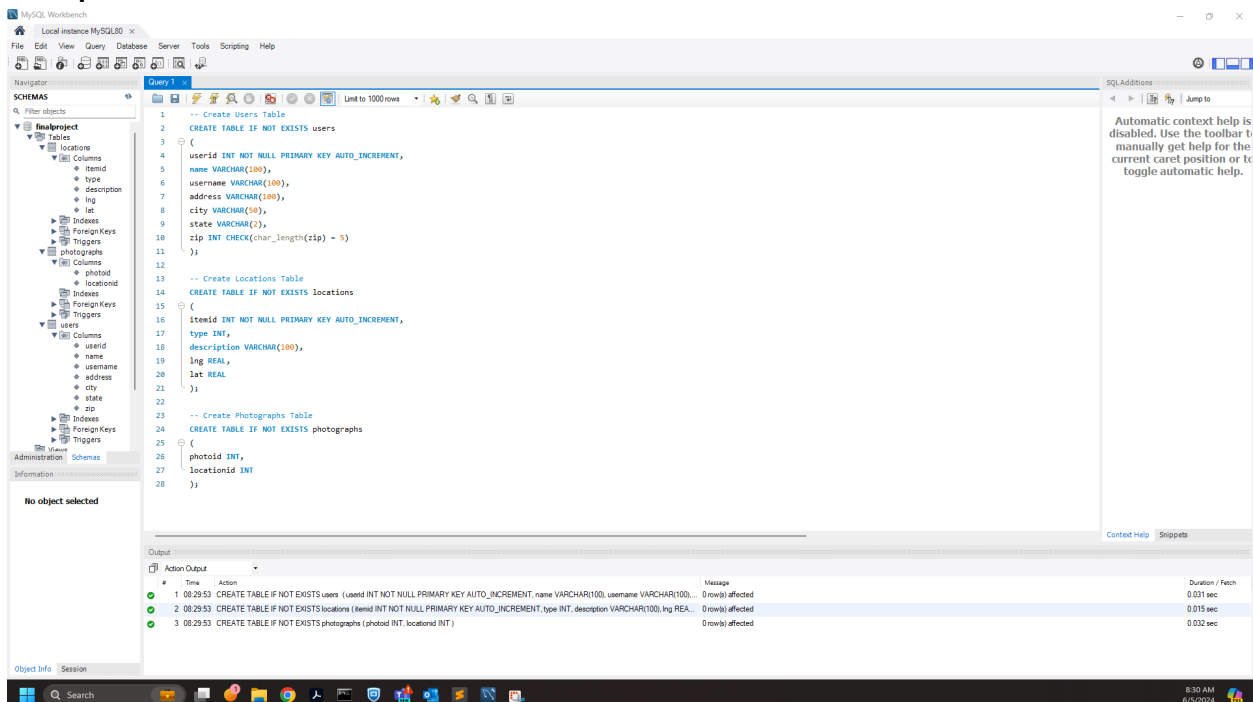 MySQL Workbench
Local instance MySQL80 ×
File Edit View Query Database Server Tools Scripting Help
Navigator
SCHEMAS
Filter objects
finalproject
Tables
locations
Columns
itemid
type
description
lng
lat
Indexes
Foreign Keys
Triggers
photographs
Columns
photoid
locationid
Indexes
Foreign Keys
Triggers
users
Columns
userid
name
username
address
city
state
zip
Indexes
Foreign Keys
Triggers
Views
Administration Schemas
Information
No object selected
Object Info Session
Query 1 ×
Limit to 1000 rows
1 -- Create Users Table
2 CREATE TABLE IF NOT EXISTS users
3 (
4 userid INT NOT NULL PRIMARY KEY AUTO_INCREMENT,
5 name VARCHAR(100),
6 username VARCHAR(100),
7 address VARCHAR(100),
8 city VARCHAR(50),
9 state VARCHAR(2),
10 zip INT CHECK(char_length(zip) = 5)
11 );
12
13 -- Create Locations Table
14 CREATE TABLE IF NOT EXISTS locations
15 (
16 itemid INT NOT NULL PRIMARY KEY AUTO_INCREMENT,
17 type INT,
18 description VARCHAR(100),
19 lng REAL,
20 lat REAL
21 );
22
23 -- Create Photographs Table
24 CREATE TABLE IF NOT EXISTS photographs
25 (
26 photoid INT,
27 locationid INT
28 );
SQLAdditions
Jump to
Automatic context help is
disabled. Use the toolbar to
manually get help for the
current caret position or to
toggle automatic help.
Context Help Snippets
Output
Action Output
# Time Action Message Duration / Fetch
1 08:29:53 CREATE TABLE IF NOT EXISTS users ( userid INT NOT NULL PRIMARY KEY AUTO_INCREMENT, name VARCHAR(100), username VARCHAR(100),... 0 row(s) affected 0.031 sec
2 08:29:53 CREATE TABLE IF NOT EXISTS locations ( itemid INT NOT NULL PRIMARY KEY AUTO_INCREMENT, type INT, description VARCHAR(100), lng REA... 0 row(s) affected 0.015 sec
3 08:29:53 CREATE TABLE IF NOT EXISTS photographs ( photoid INT, locationid INT ) 0 row(s) affected 0.032 sec
Search
1
8:30 AM
6/5/2024